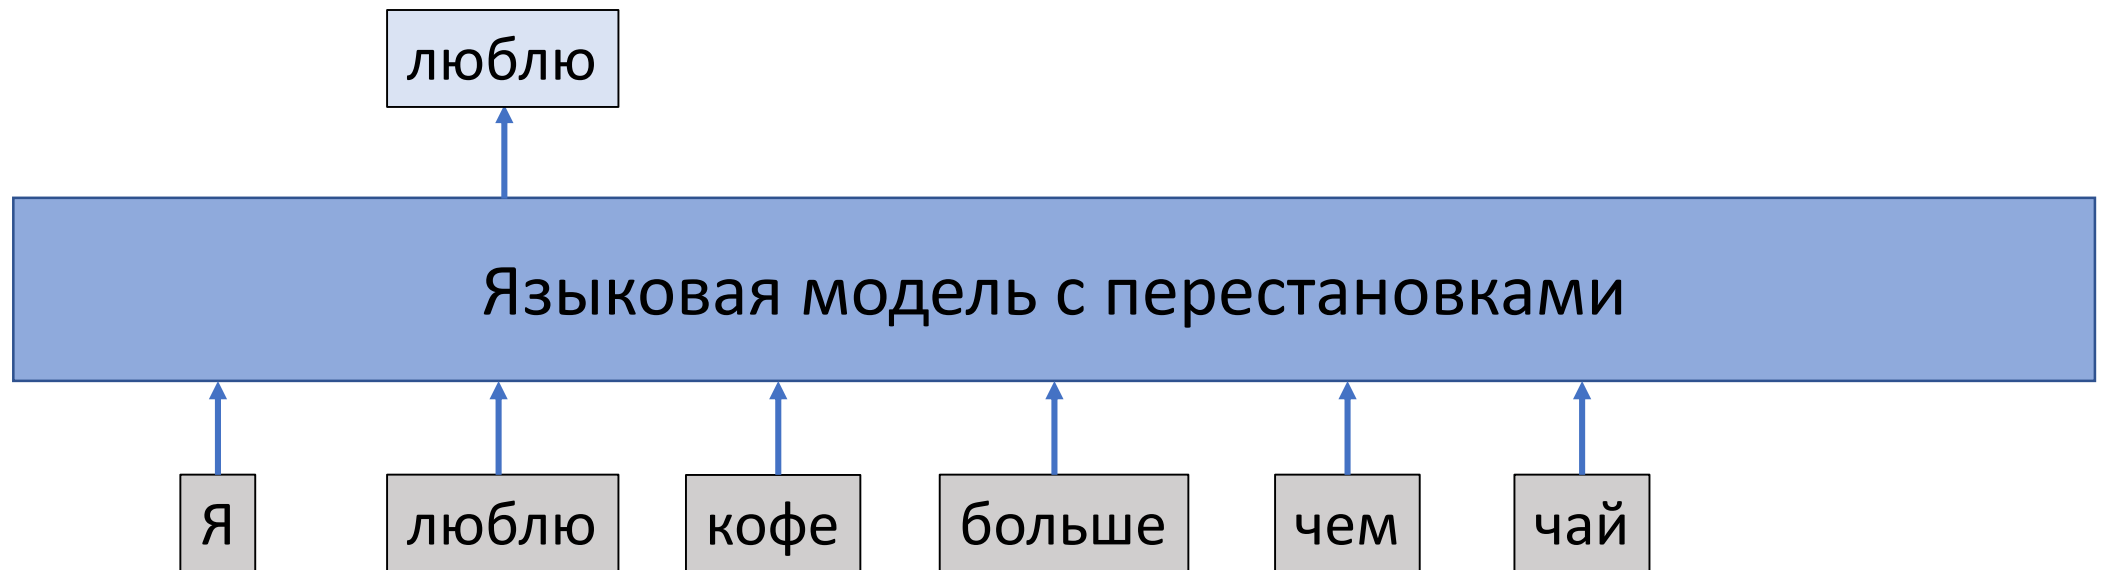 люблю
Языковая модель с перестановками
Я люблю кофе больше чем чай